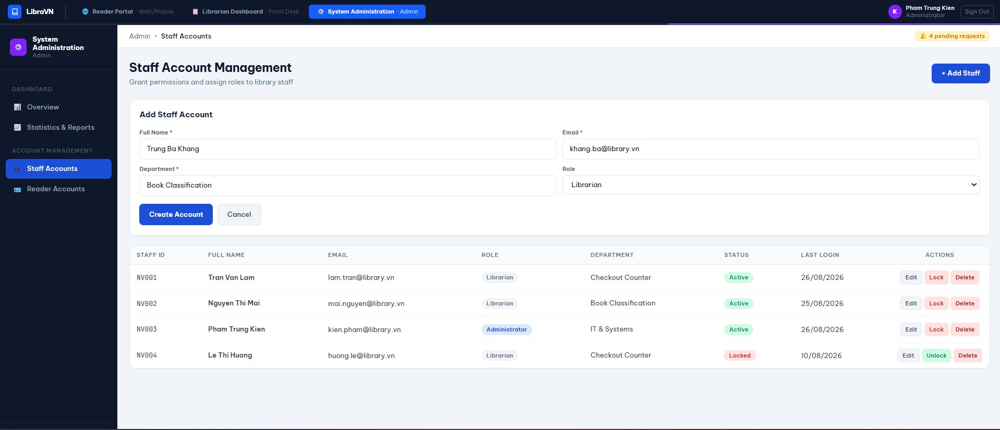 LibraVN
Reader Portal · Web/Mobile
Librarian Dashboard · Front Desk
System Administration · Admin
K
Pham Trung Kien
Administrator
Sign Out
System
Administration
Admin
DASHBOARD
Overview
Statistics & Reports
ACCOUNT MANAGEMENT
Staff Accounts
Reader Accounts
Admin › Staff Accounts
4 pending requests
Staff Account Management
Grant permissions and assign roles to library staff
+ Add Staff
Add Staff Account
Full Name *
Email *
Trung Ba Khang
khang.ba@library.vn
Department *
Role
Book Classification
Librarian
Create Account
Cancel
STAFF ID FULL NAME EMAIL ROLE DEPARTMENT STATUS LAST LOGIN ACTIONS
NV001 Tran Van Lam lam.tran@library.vn Librarian Checkout Counter Active 26/08/2026 Edit Lock Delete
NV002 Nguyen Thi Mai mai.nguyen@library.vn Librarian Book Classification Active 25/08/2026 Edit Lock Delete
NV003 Pham Trung Kien kien.pham@library.vn Administrator IT & Systems Active 26/08/2026 Edit Lock Delete
NV004 Le Thi Huong huong.le@library.vn Librarian Checkout Counter Locked 10/08/2026 Edit Unlock Delete